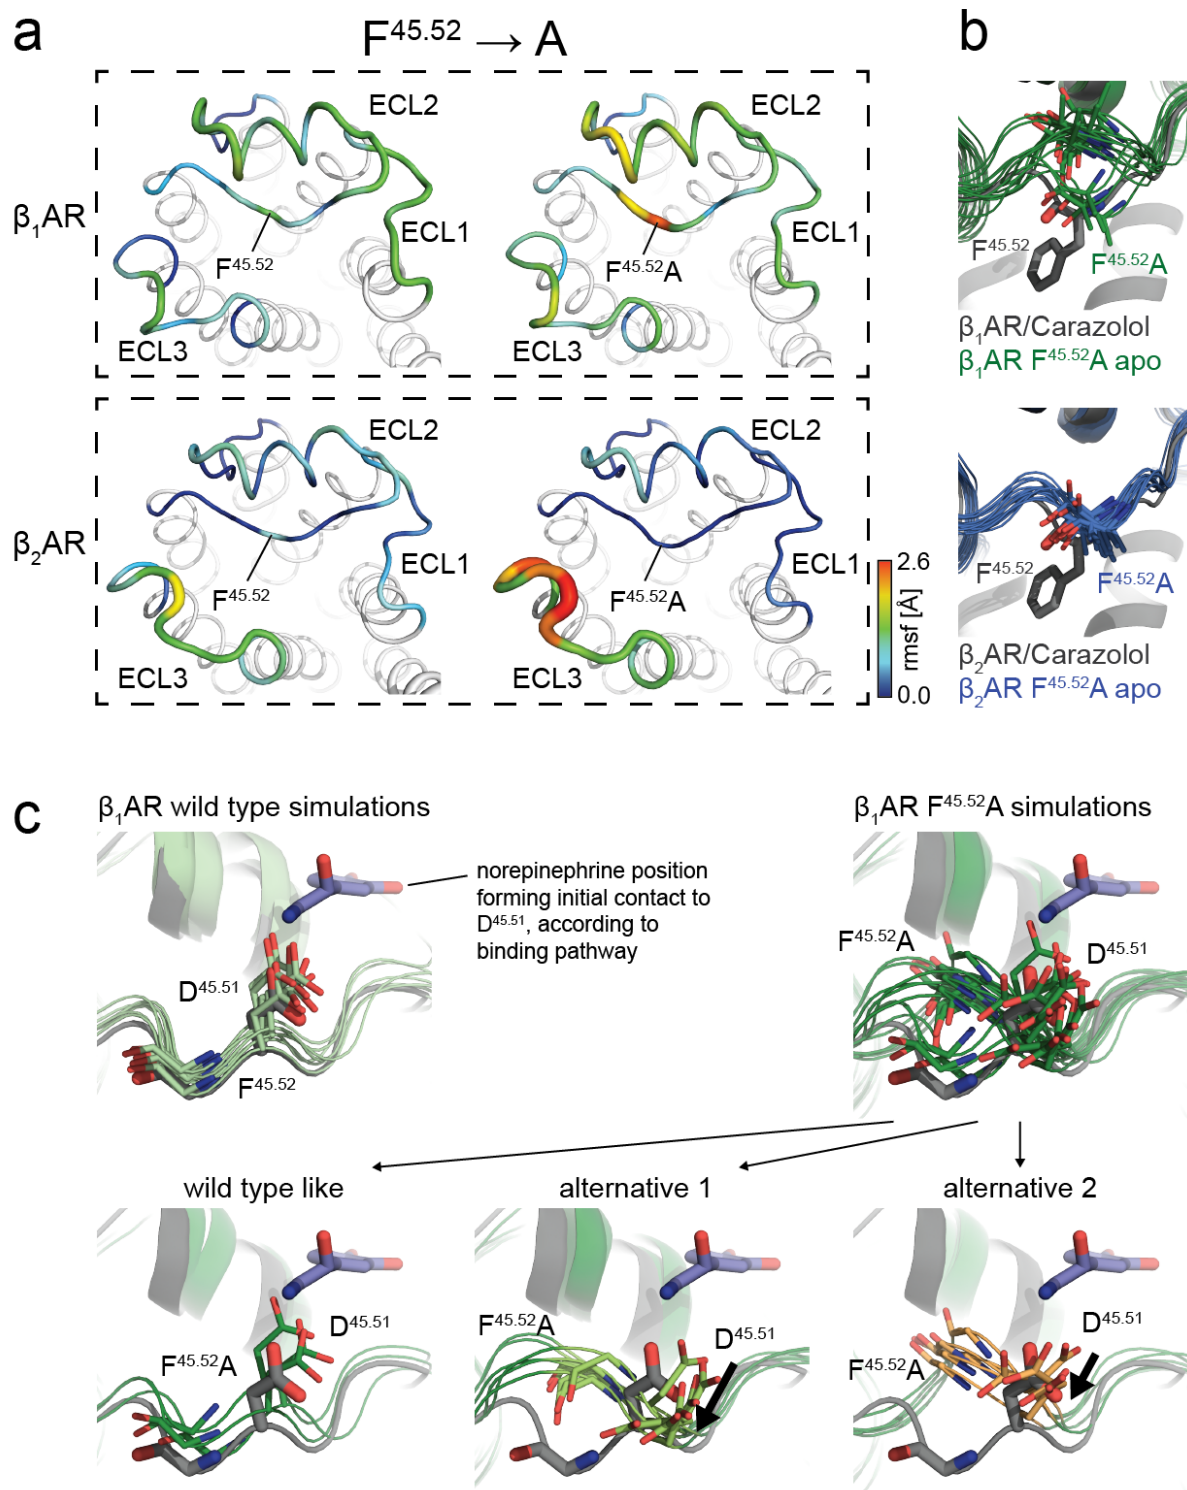 a
F45.52 → A
β1AR
ECL2
F45.52
ECL1
ECL3
ECL2
F45.52A
ECL1
ECL3
β2AR
ECL2
F45.52
ECL1
ECL3
ECL2
F45.52A
ECL1
ECL3
2.6
rmsf [Å]
0.0
b
F45.52
F45.52A
β1AR/Carazolol
β1AR F45.52A apo
F45.52
F45.52A
β2AR/Carazolol
β2AR F45.52A apo
c
β1AR wild type simulations
D45.51
F45.52
norepinephrine position
forming initial contact to
D45.51, according to
binding pathway
β1AR F45.52A simulations
F45.52A
D45.51
wild type like
F45.52A
D45.51
alternative 1
F45.52A
D45.51
alternative 2
F45.52A
D45.51